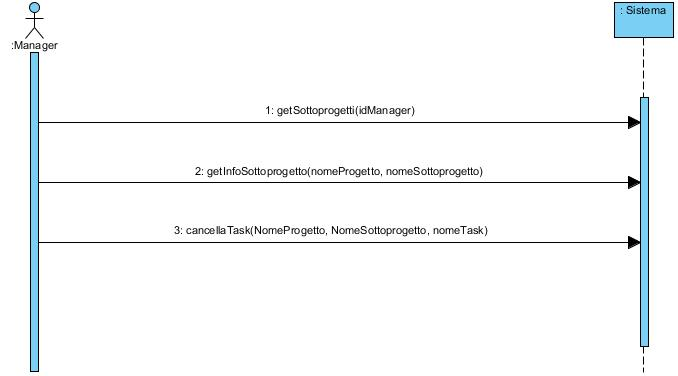 : Sistema
:Manager
1: getSottoprogetti(idManager)
2: getInfoSottoprogetto(nomeProgetto, nomeSottoprogetto)
3: cancellaTask(NomeProgetto, NomeSottoprogetto, nomeTask)